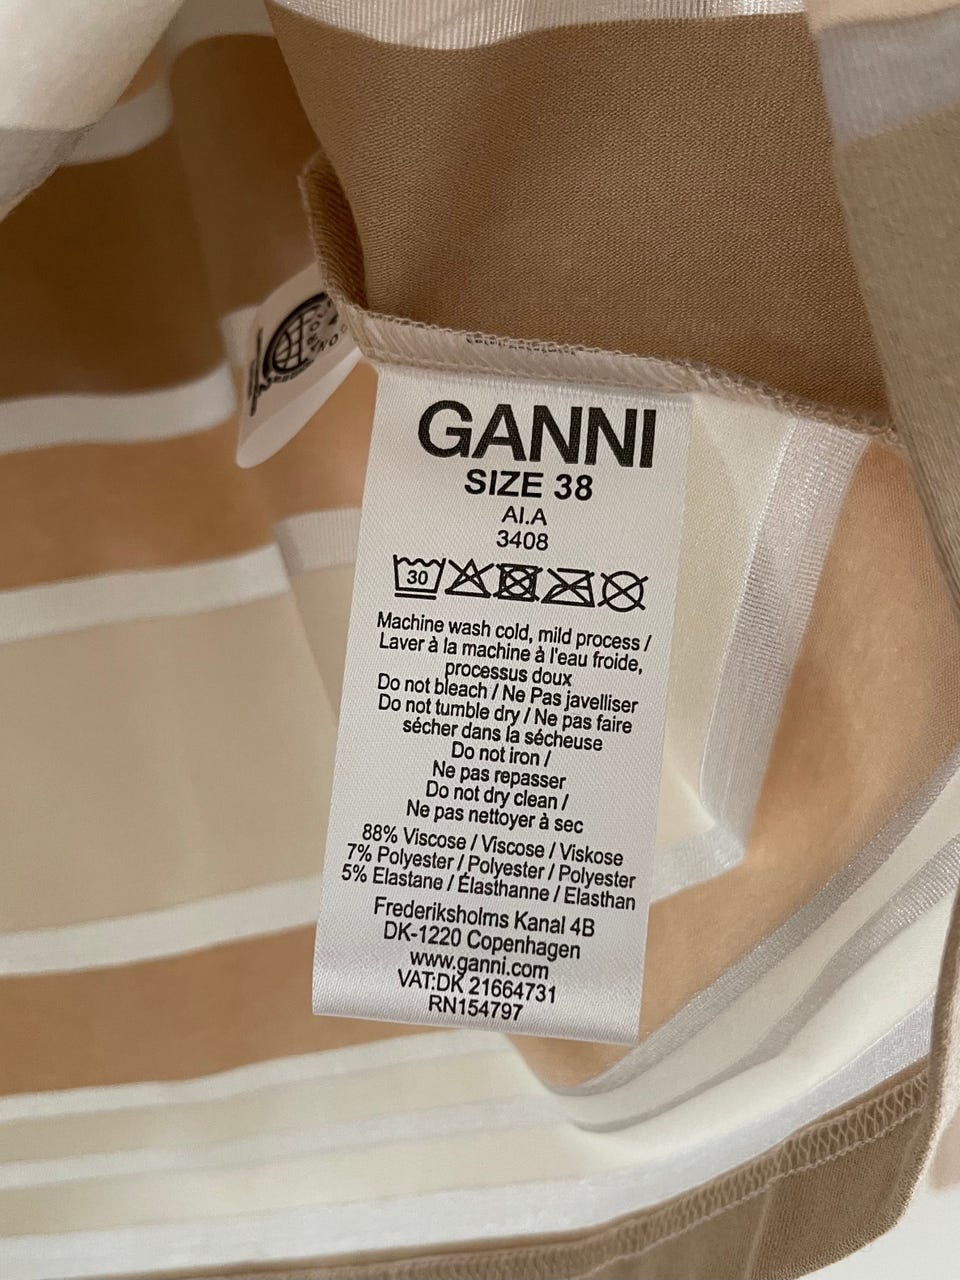 GANNI
SIZE 38
AI.A
3408
30
Machine wash cold, mild process /
Laver à la machine à l'eau froide,
processus doux
Do not bleach / Ne Pas javelliser
Do not tumble dry / Ne pas faire
sécher dans la sécheuse
Do not iron /
Ne pas repasser
Do not dry clean /
Ne pas nettoyer à sec
88% Viscose / Viscose / Viskose
7% Polyester / Polyester / Polyester
5% Elastane / Élasthanne / Elasthan
Frederiksholms Kanal 4B
DK-1220 Copenhagen
www.ganni.com
VAT:DK 21664731
RN154797